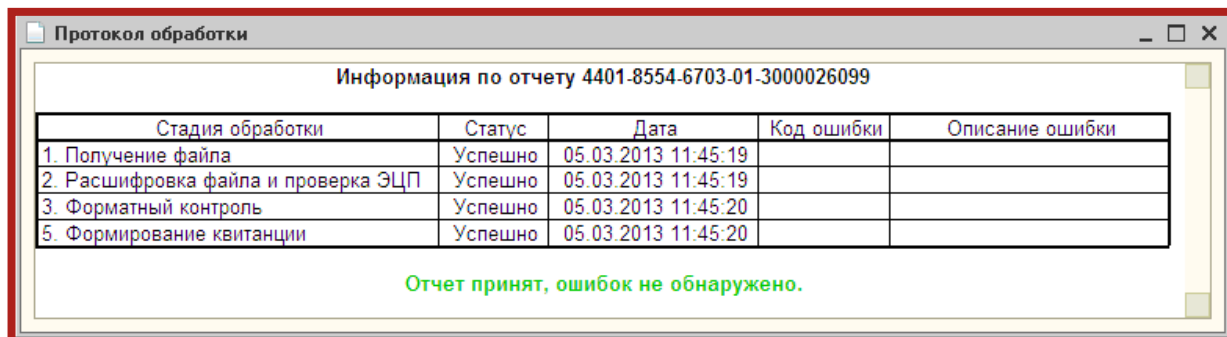 Протокол обработки
Информация по отчету 4401-8554-6703-01-3000026099
Стадия обработки Статус Дата Код ошибки Описание ошибки
1. Получение файла Успешно 05.03.2013 11:45:19
2. Расшифровка файла и проверка ЭЦП Успешно 05.03.2013 11:45:19
3. Форматный контроль Успешно 05.03.2013 11:45:20
5. Формирование квитанции Успешно 05.03.2013 11:45:20
Отчет принят, ошибок не обнаружено.